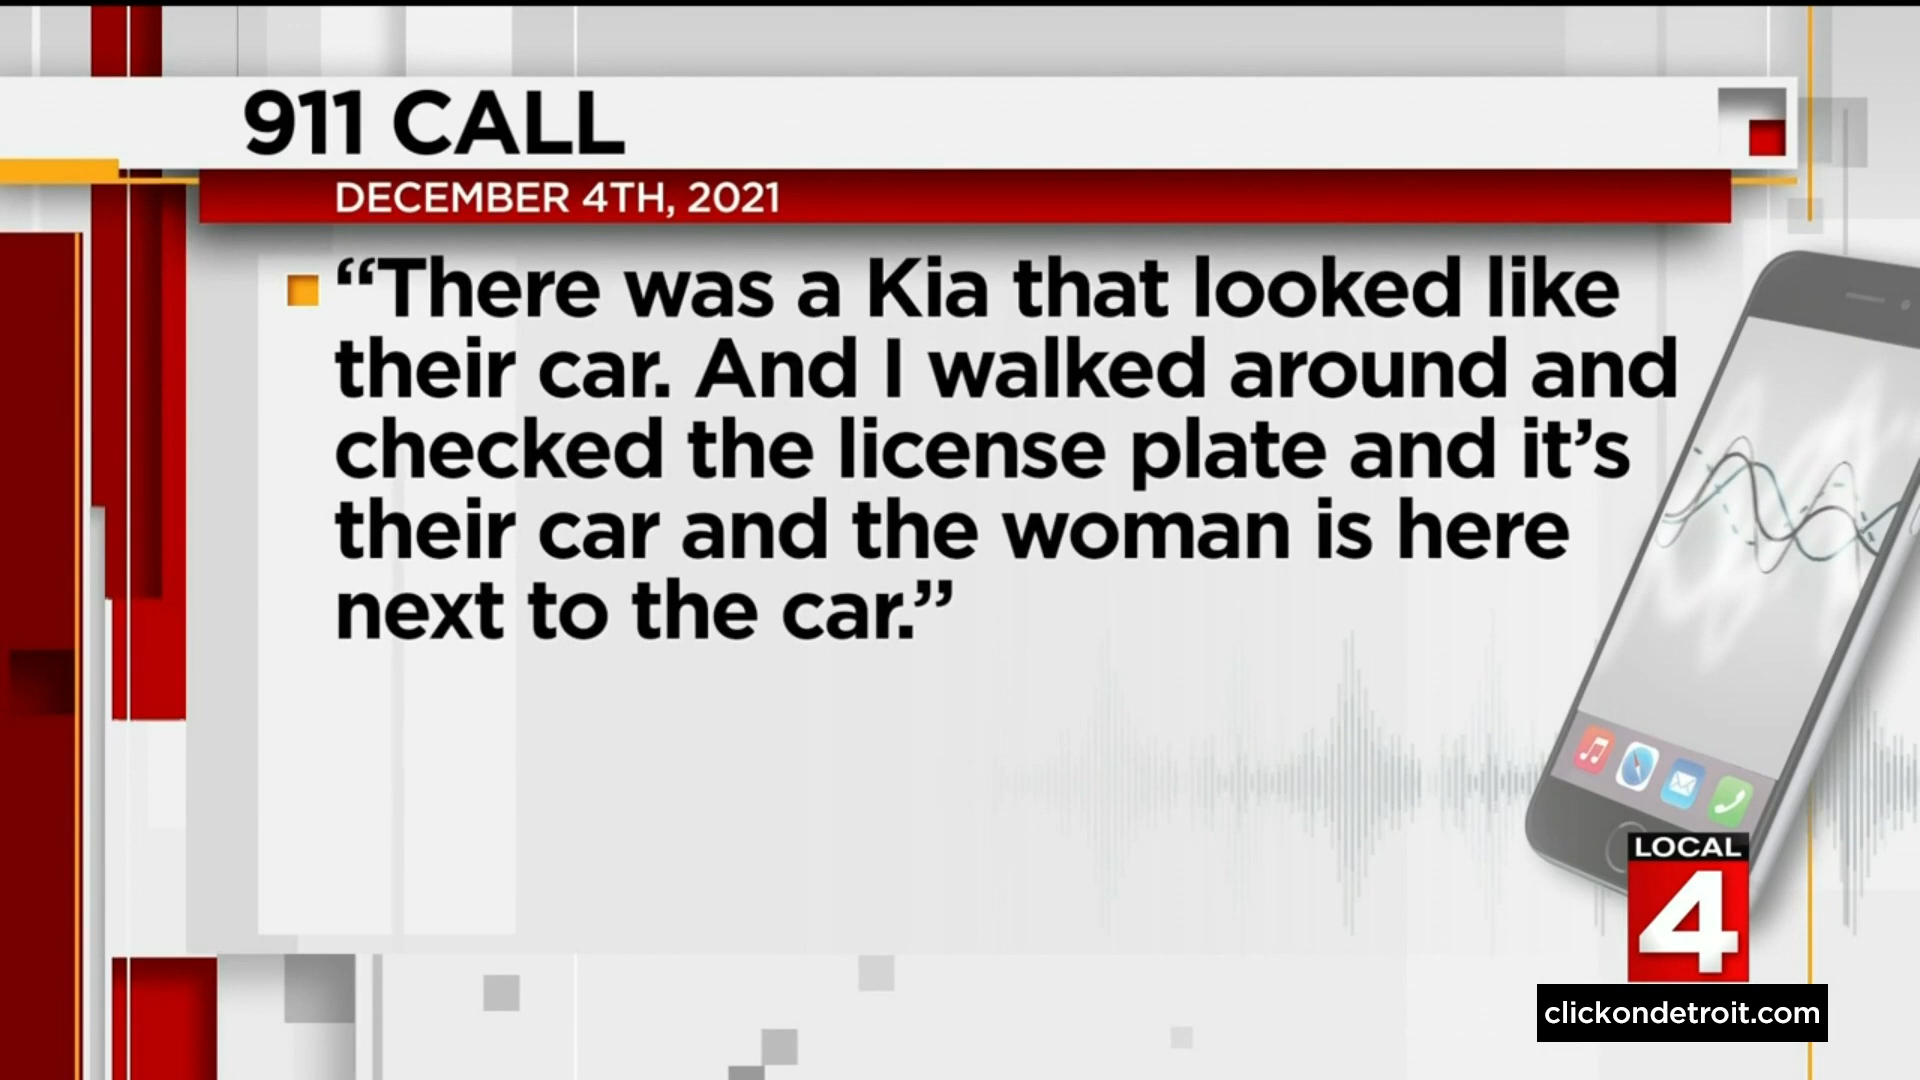 911 CALL
DECEMBER 4TH, 2021
“There was a Kia that looked like
their car. And I walked around and
checked the license plate and it’s
their car and the woman is here
next to the car.”
LOCAL
4
clickondetroit.com